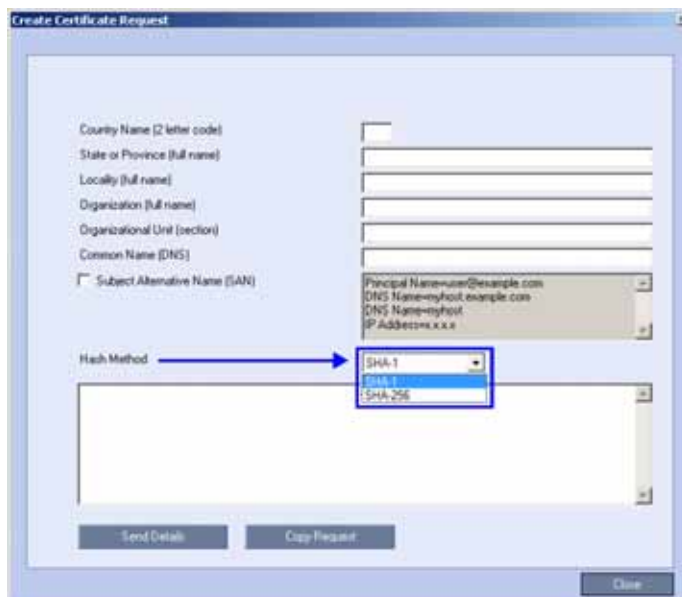 Create Certificate Request
Country Name (2 letter code)
State or Province (full name)
Locality (full name)
Organization (full name)
Organizational Unit (section)
Common Name (DNS)
Subject Alternative Name (SAN)
Principal Name=user@example.com
DNS Name=myhost.example.com
DNS Name=myhost
IP Address=x.x.x.x
Hash Method
SHA-1
SHA-1
SHA-256
Send Details
Copy Request
Close